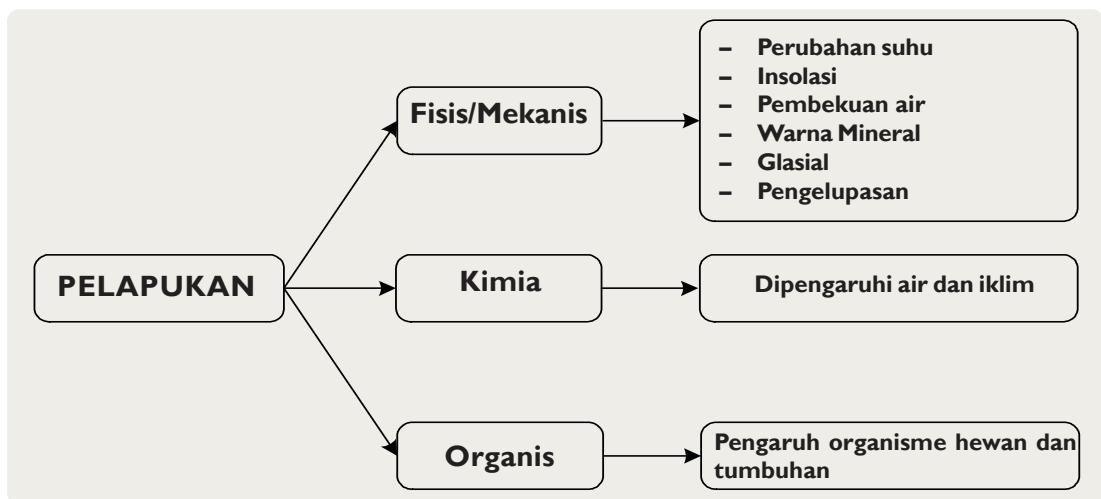 PELAPUKAN
Fisis/Mekanis
– Perubahan suhu
– Insolasi
– Pembekuan air
– Warna Mineral
– Glasial
– Pengelupasan
Kimia
Dipengaruhi air dan iklim
Organis
Pengaruh organisme hewan dan
tumbuhan